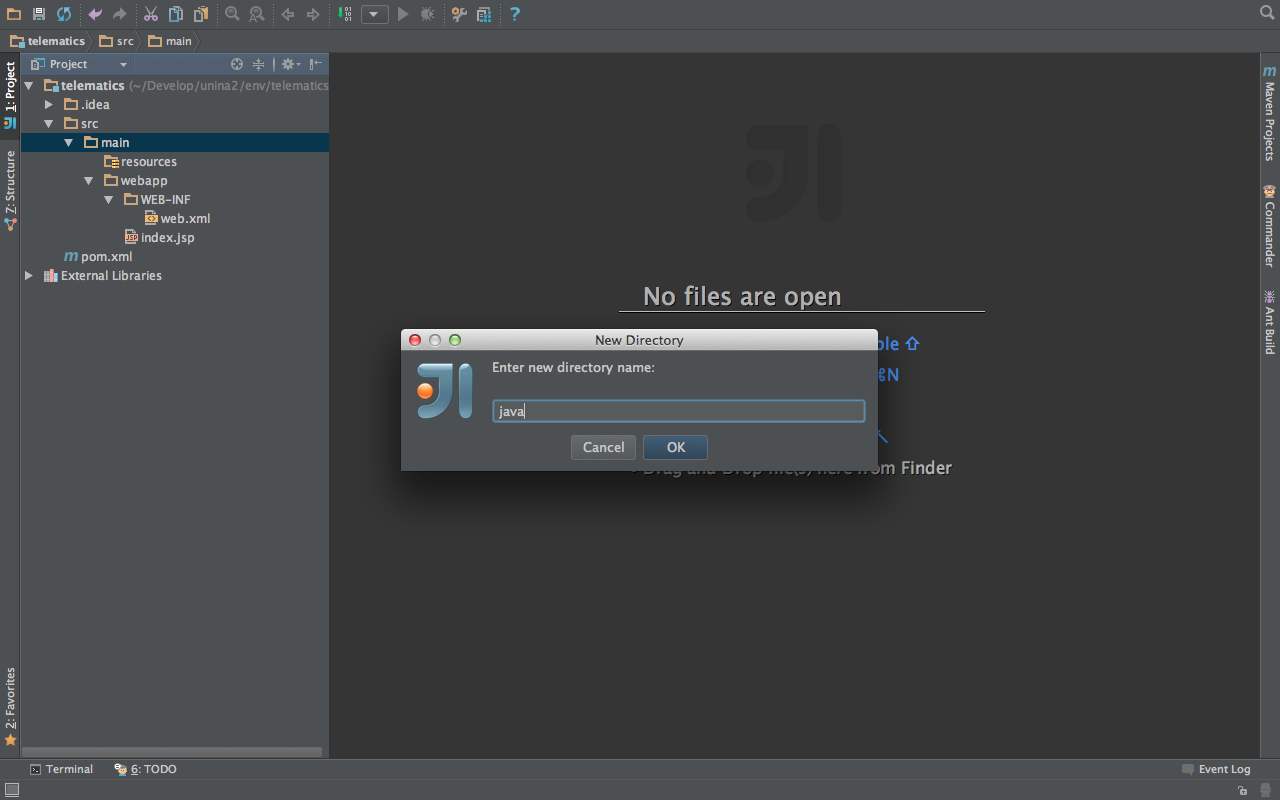 telematics src main
Project
telematics (~/Develop/unina2/env/telematics
.idea
src
main
resources
webapp
WEB-INF
web.xml
index.jsp
pom.xml
External Libraries
1: Project
Z: Structure
2: Favorites
No files are open
⇧
⌘N
New Directory
Enter new directory name:
java
Cancel OK
Drag and Drop file(s) here from Finder
m Maven Projects
Commander
Ant Build
Terminal 6: TODO Event Log